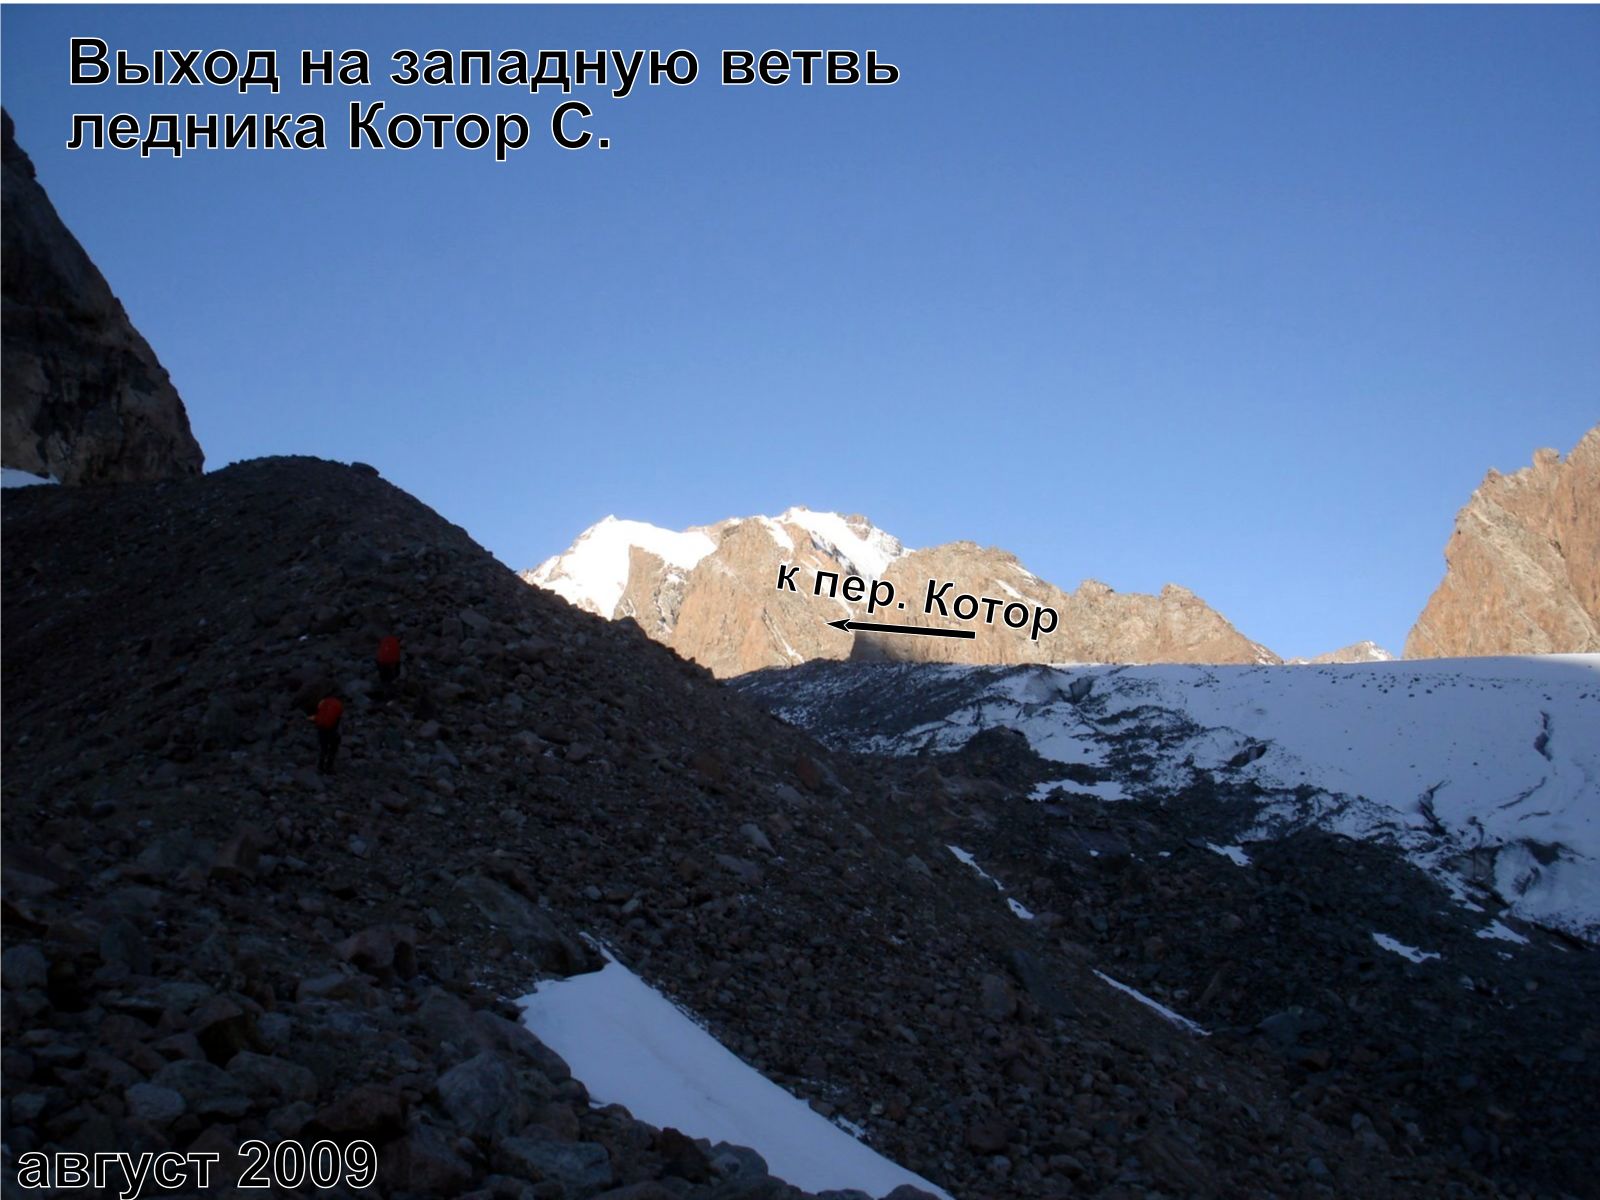 Выход на западную ветвь
ледника Котор С.
к пер. Котор
август 2009